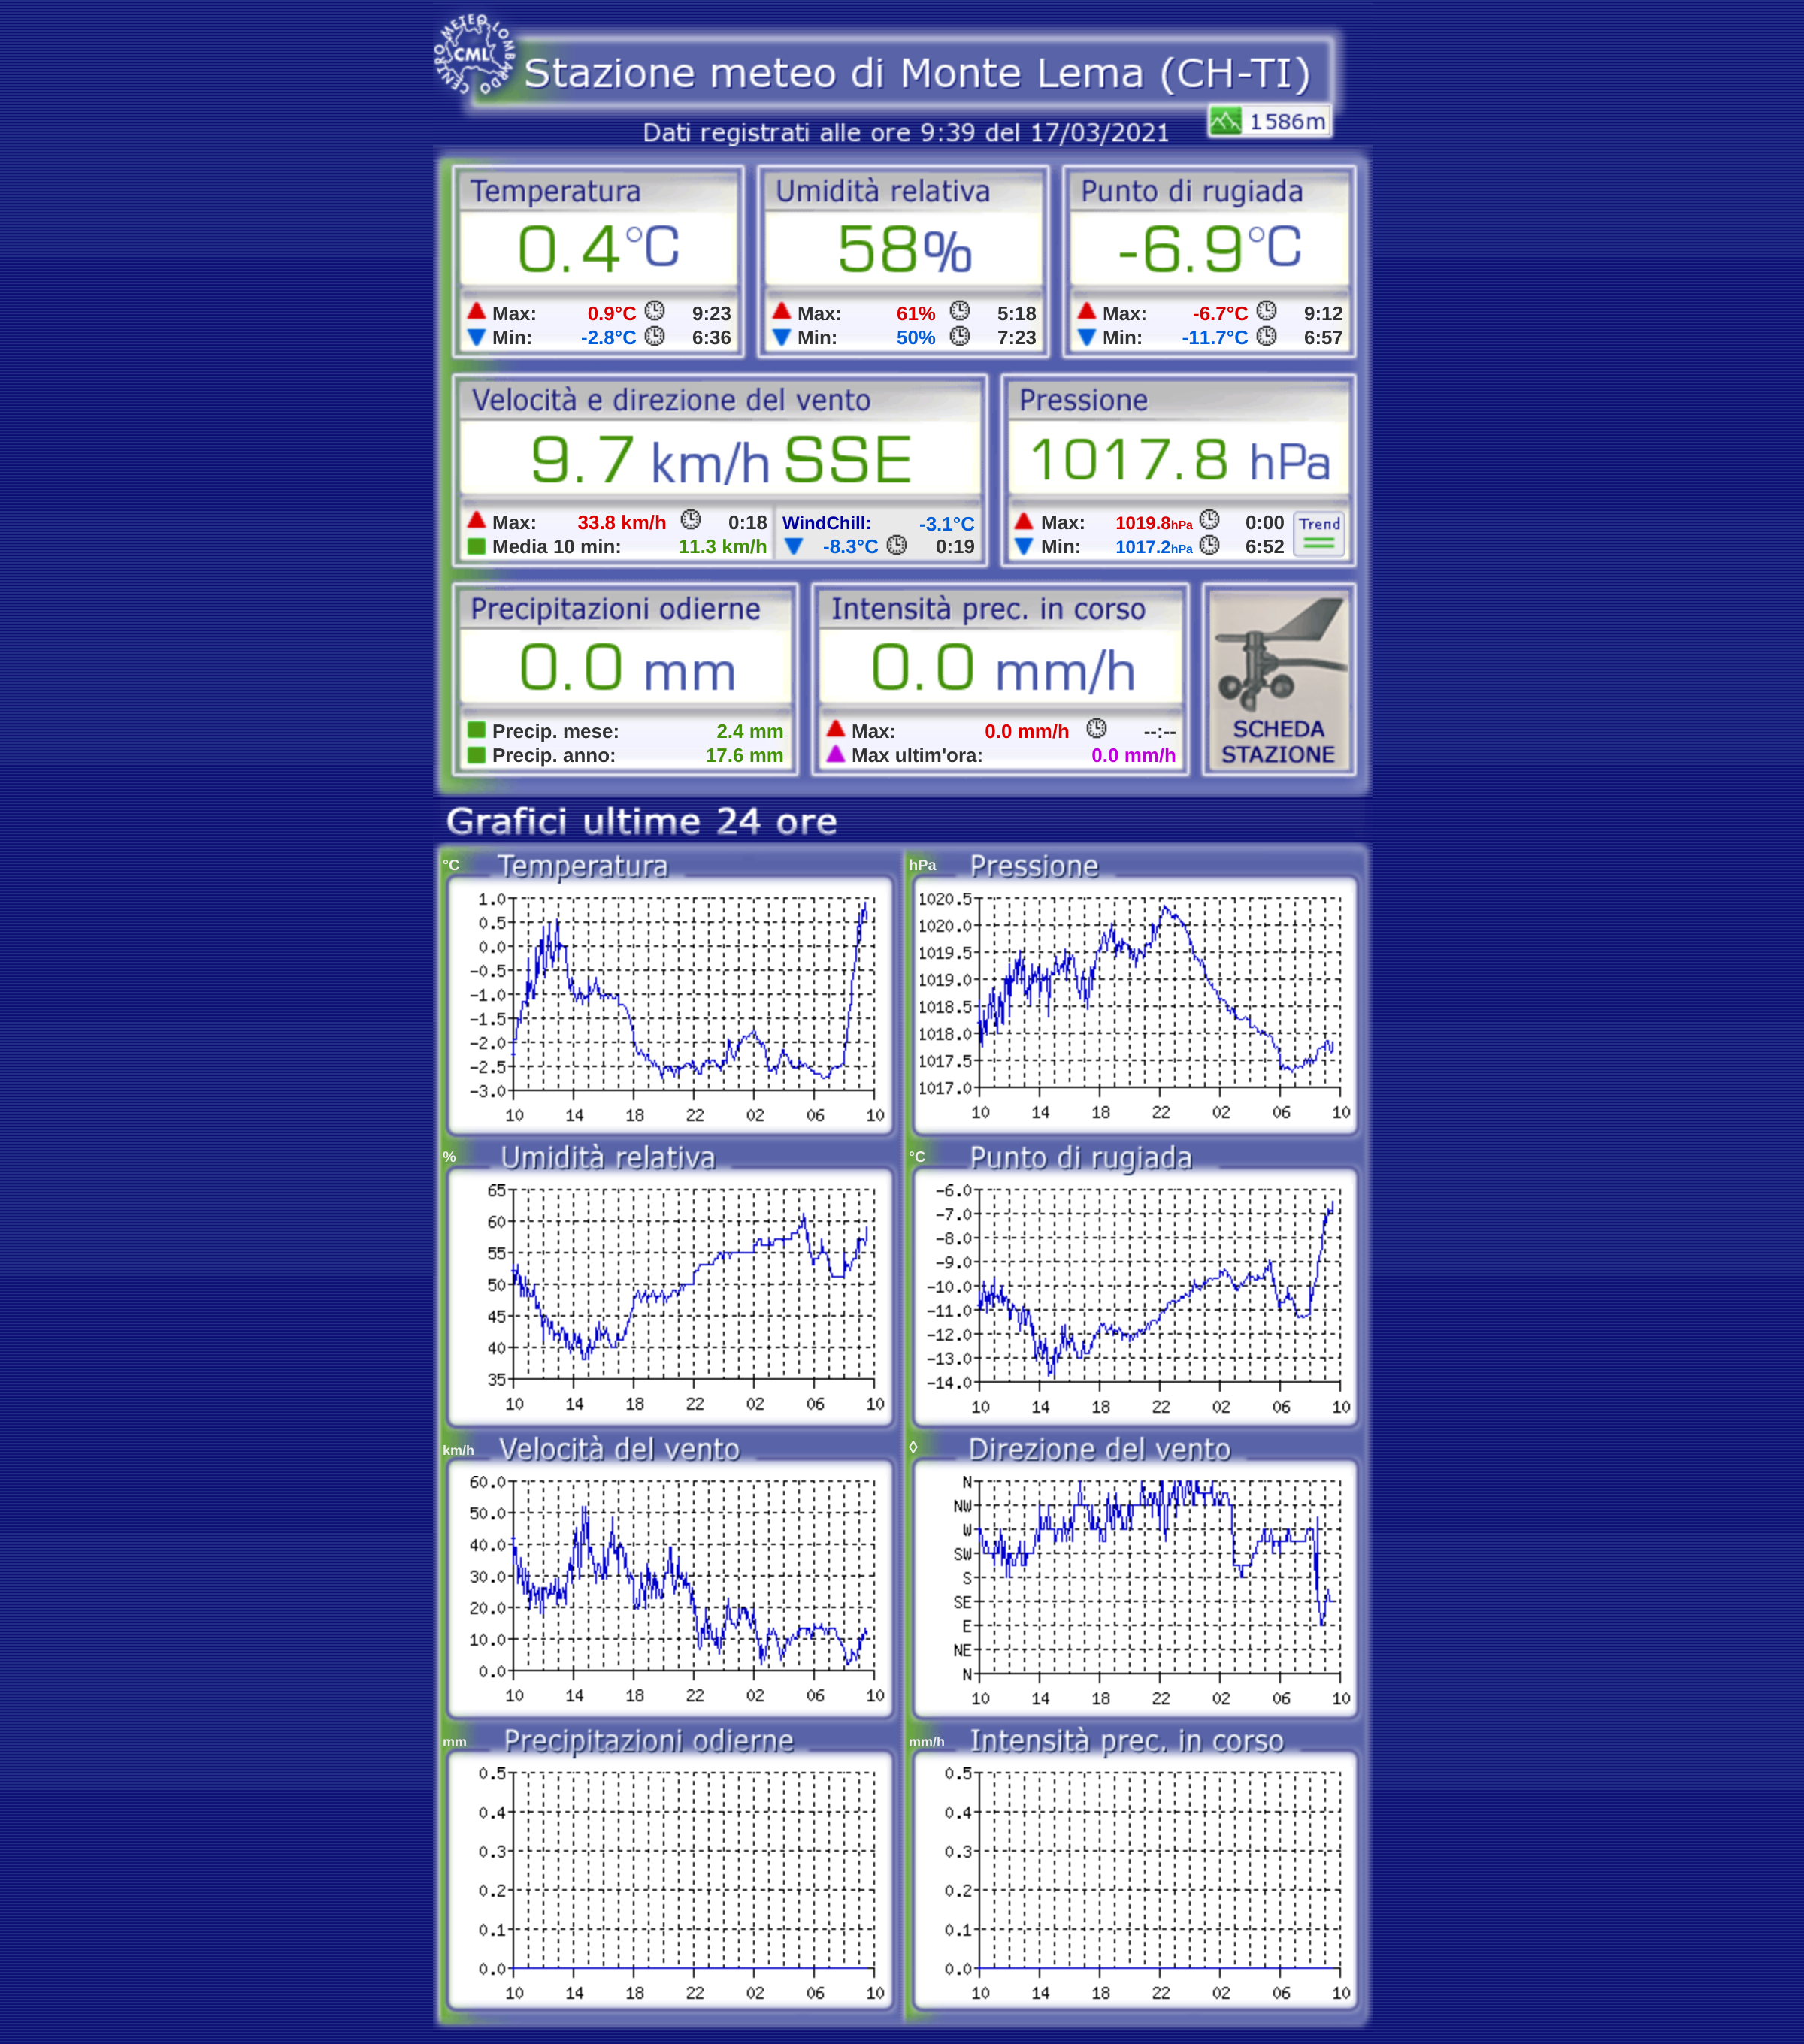 CENTRO METEO LOMBARDO
CML
Stazione meteo di Monte Lema (CH-TI)
1586m
Dati registrati alle ore 9:39 del 17/03/2021
Temperatura
0.4°C
Max: 0.9°C 9:23
Min: -2.8°C 6:36
Umidità relativa
58%
Max: 61% 5:18
Min: 50% 7:23
Punto di rugiada
-6.9°C
Max: -6.7°C 9:12
Min: -11.7°C 6:57
Velocità e direzione del vento
9.7 km/h SSE
Max: 33.8 km/h 0:18
Media 10 min: 11.3 km/h
WindChill: -3.1°C
-8.3°C 0:19
Pressione
1017.8 hPa
Max: 1019.8hPa 0:00
Min: 1017.2hPa 6:52
Trend
Precipitazioni odierne
0.0 mm
Precip. mese: 2.4 mm
Precip. anno: 17.6 mm
Intensità prec. in corso
0.0 mm/h
Max: 0.0 mm/h --:--
Max ultim'ora: 0.0 mm/h
SCHEDA
STAZIONE
Grafici ultime 24 ore
°C Temperatura
1.0
0.5
0.0
-0.5
-1.0
-1.5
-2.0
-2.5
-3.0
10 14 18 22 02 06 10
hPa Pressione
1020.5
1020.0
1019.5
1019.0
1018.5
1018.0
1017.5
1017.0
10 14 18 22 02 06 10
% Umidità relativa
65
60
55
50
45
40
35
10 14 18 22 02 06 10
°C Punto di rugiada
-6.0
-7.0
-8.0
-9.0
-10.0
-11.0
-12.0
-13.0
-14.0
10 14 18 22 02 06 10
km/h Velocità del vento
60.0
50.0
40.0
30.0
20.0
10.0
0.0
10 14 18 22 02 06 10
◊ Direzione del vento
N
NW
W
SW
S
SE
E
NE
N
10 14 18 22 02 06 10
mm Precipitazioni odierne
0.5
0.4
0.3
0.2
0.1
0.0
10 14 18 22 02 06 10
mm/h Intensità prec. in corso
0.5
0.4
0.3
0.2
0.1
0.0
10 14 18 22 02 06 10